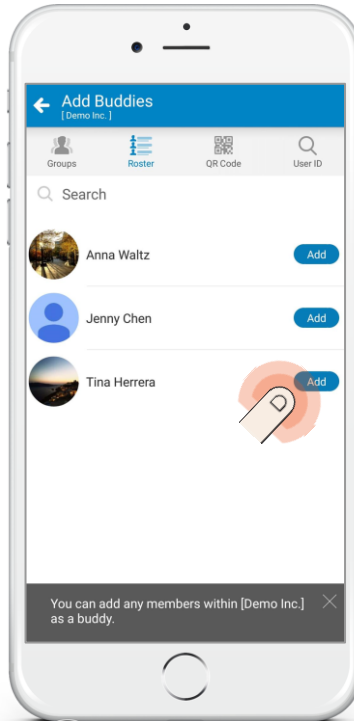 Add Buddies
[ Demo Inc. ]
Groups
Roster
QR Code
User ID
Search
Anna Waltz
Add
Jenny Chen
Add
Tina Herrera
Add
You can add any members within [Demo Inc.]
as a buddy.